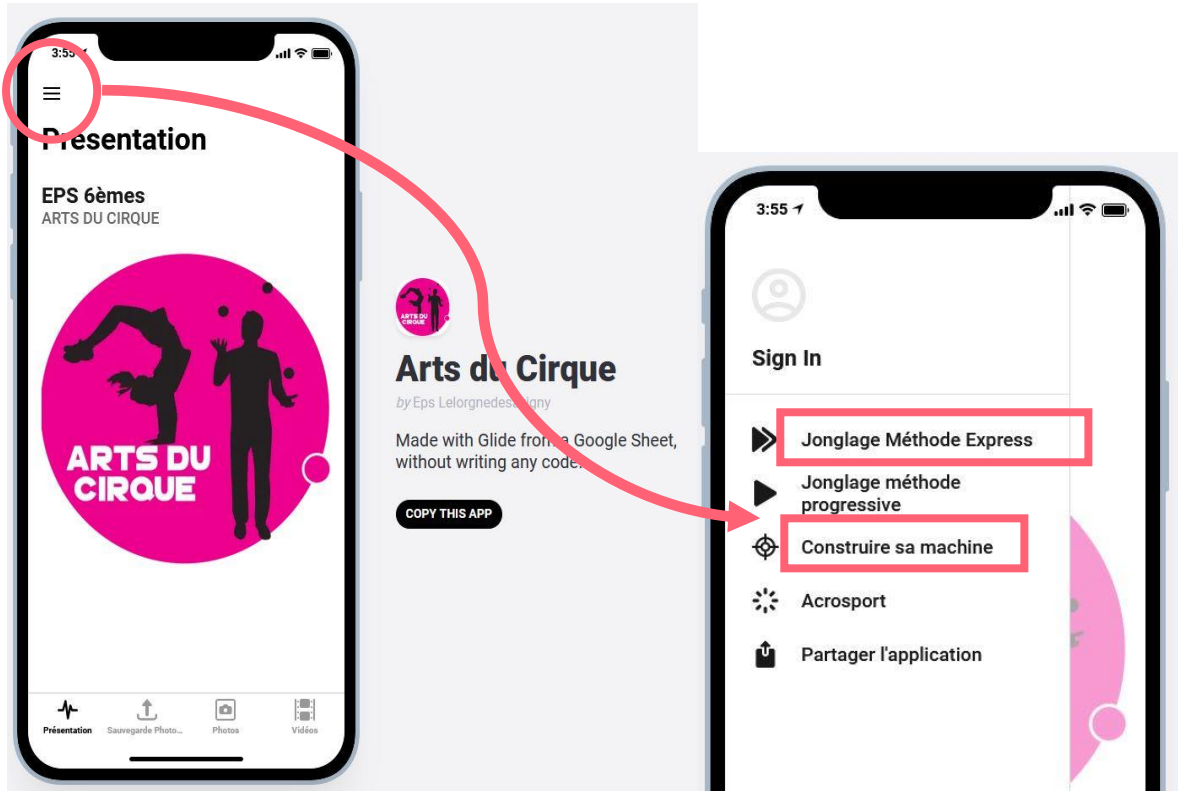 3:55
Présentation
EPS 6èmes
ARTS DU CIRQUE
ARTS DU
CIRQUE
Présentation
Sauvegarde Photo…
Photos
Vidéos
ARTS DU
CIRQUE
Arts du Cirque
by Eps Lelorgnedesavigny
Made with Glide from a Google Sheet,
without writing any code.
COPY THIS APP
3:55
Sign In
Jonglage Méthode Express
Jonglage méthode
progressive
Construire sa machine
Acrosport
Partager l'application